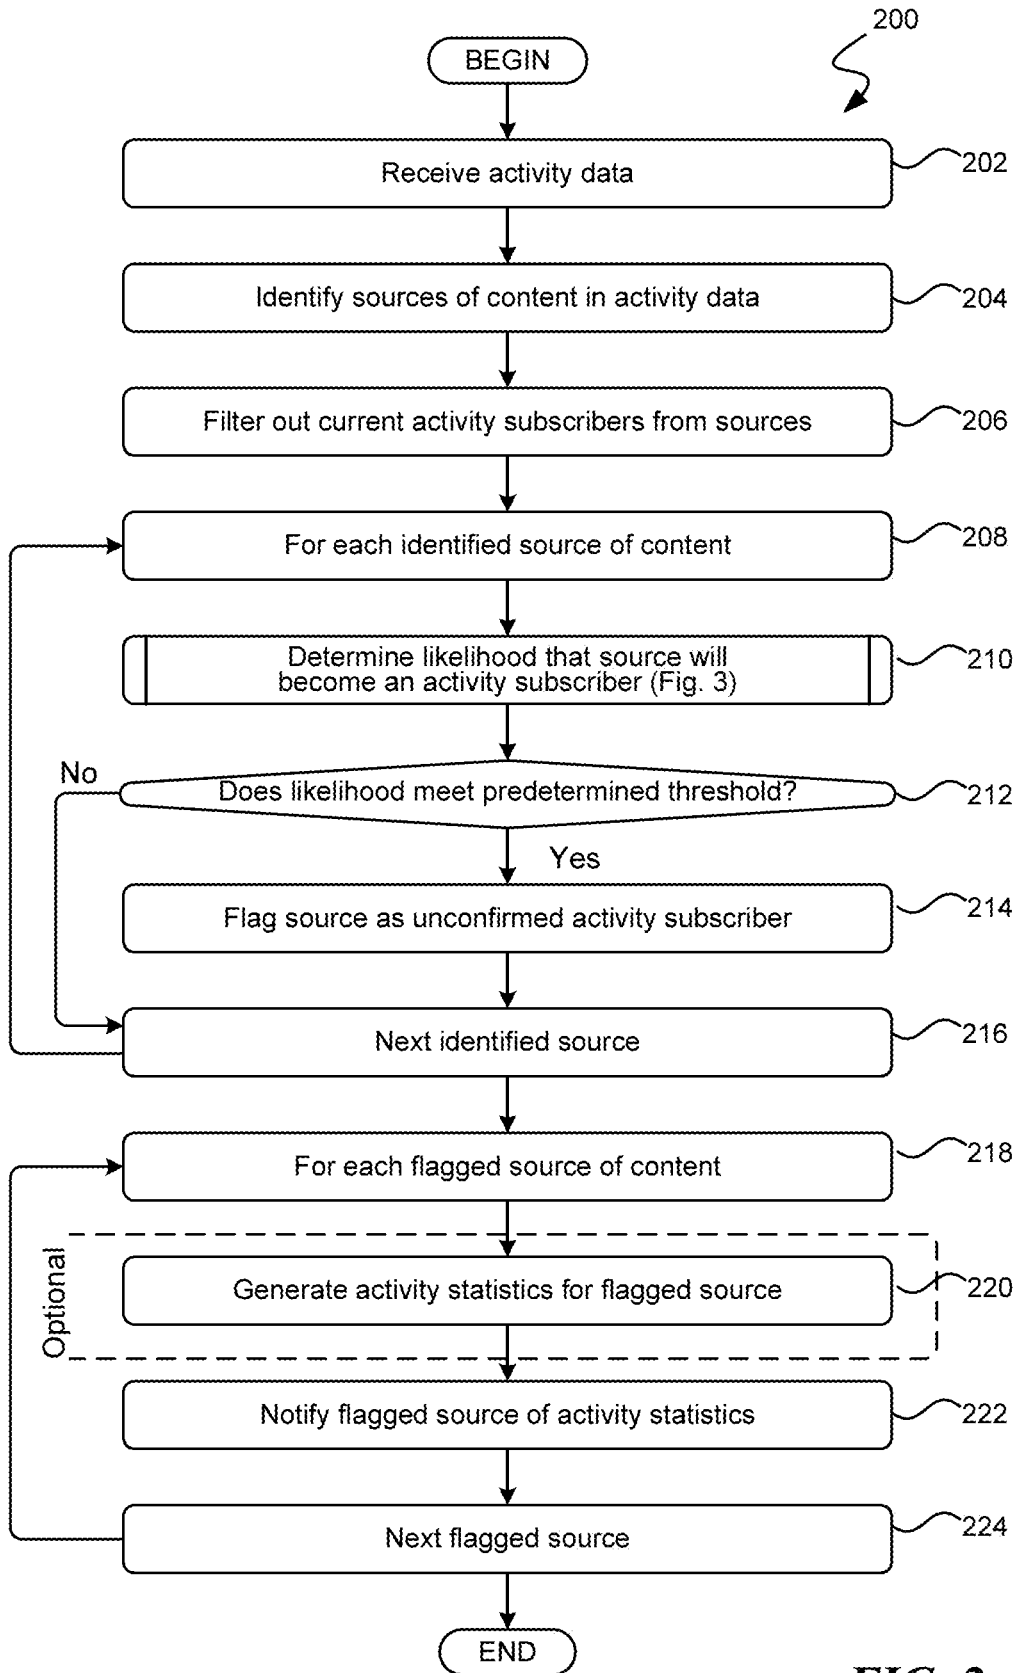 200
BEGIN
Receive activity data
202
Identify sources of content in activity data
204
Filter out current activity subscribers from sources
206
For each identified source of content
208
Determine likelihood that source will
become an activity subscriber (Fig. 3)
210
No
Does likelihood meet predetermined threshold?
212
Yes
Flag source as unconfirmed activity subscriber
214
Next identified source
216
For each flagged source of content
218
Optional
Generate activity statistics for flagged source
220
Notify flagged source of activity statistics
222
Next flagged source
224
END